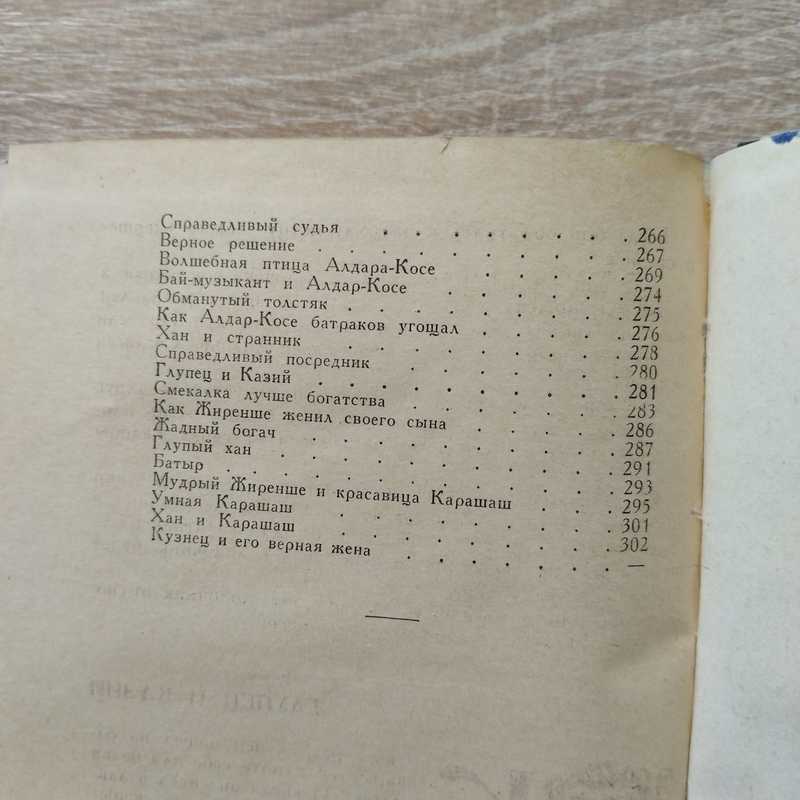 Справедливый судья . . . . . . . 266
Верное решение . . . . . . . . 267
Волшебная птица Алдара-Косе . . . . . 269
Бай-музыкант и Алдар-Косе . . . . . . 274
Обманутый толстяк . . . . . . . . 275
Как Алдар-Косе батраков угощал . . . . . 276
Хан и странник . . . . . . . . 278
Справедливый посредник . . . . . . . 280
Глупец и Казий . . . . . . . . 281
Смекалка лучше богатства . . . . . . 283
Как Жиренше женил своего сына . . . . . 286
Жадный богач . . . . . . . . 287
Глупый хан . . . . . . . . . 291
Батыр . . . . . . . . . . 293
Мудрый Жиренше и красавица Карашаш . . . 295
Умная Карашаш . . . . . . . . 301
Хан и Карашаш . . . . . . . . 302
Кузнец и его верная жена . . . . . . —